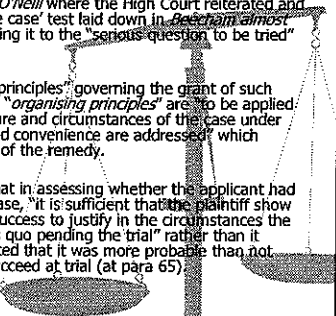 O'Neill where the High Court reiterated and
e case' test laid down in Beecham almost
ing it to the "serious question to be tried"
principles" governing the grant of such
"organising principles" are "to be applied
ure and circumstances of the case under
d convenience are addressed" which
of the remedy.
at in assessing whether the applicant had
ase, "it is sufficient that the plaintiff show
uccess to justify in the circumstances the
s quo pending the trial" rather than it
ted that it was more probable than not
cceed at trial (at para 65).